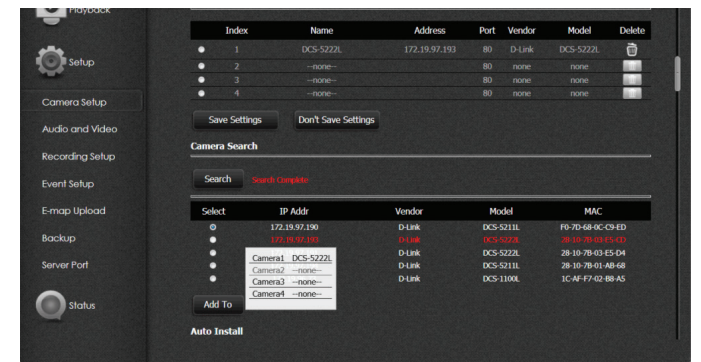 Playback
Index Name Address Port Vendor Model Delete
1 DCS-5222L 172.19.97.193 80 D-Link DCS-5222L
2 --none-- 80 none none
3 --none-- 80 none none
4 --none-- 80 none none
Setup
Camera Setup
Audio and Video
Recording Setup
Event Setup
E-map Upload
Backup
Server Port
Status
Save Settings Don't Save Settings
Camera Search
Search Search Complete
Select IP Addr Vendor Model MAC
172.19.97.190 D-Link DCS-5211L F0-7D-68-0C-C9-ED
172.19.97.193 D-Link DCS-5222L 28-10-7B-03-E5-CD
D-Link DCS-5222L 28-10-7B-03-E5-D4
D-Link DCS-5211L 28-10-7B-01-AB-68
D-Link DCS-1100L 1C-AF-F7-02-B8-A5
Camera1 DCS-5222L
Camera2 --none--
Camera3 --none--
Camera4 --none--
Add To
Auto Install